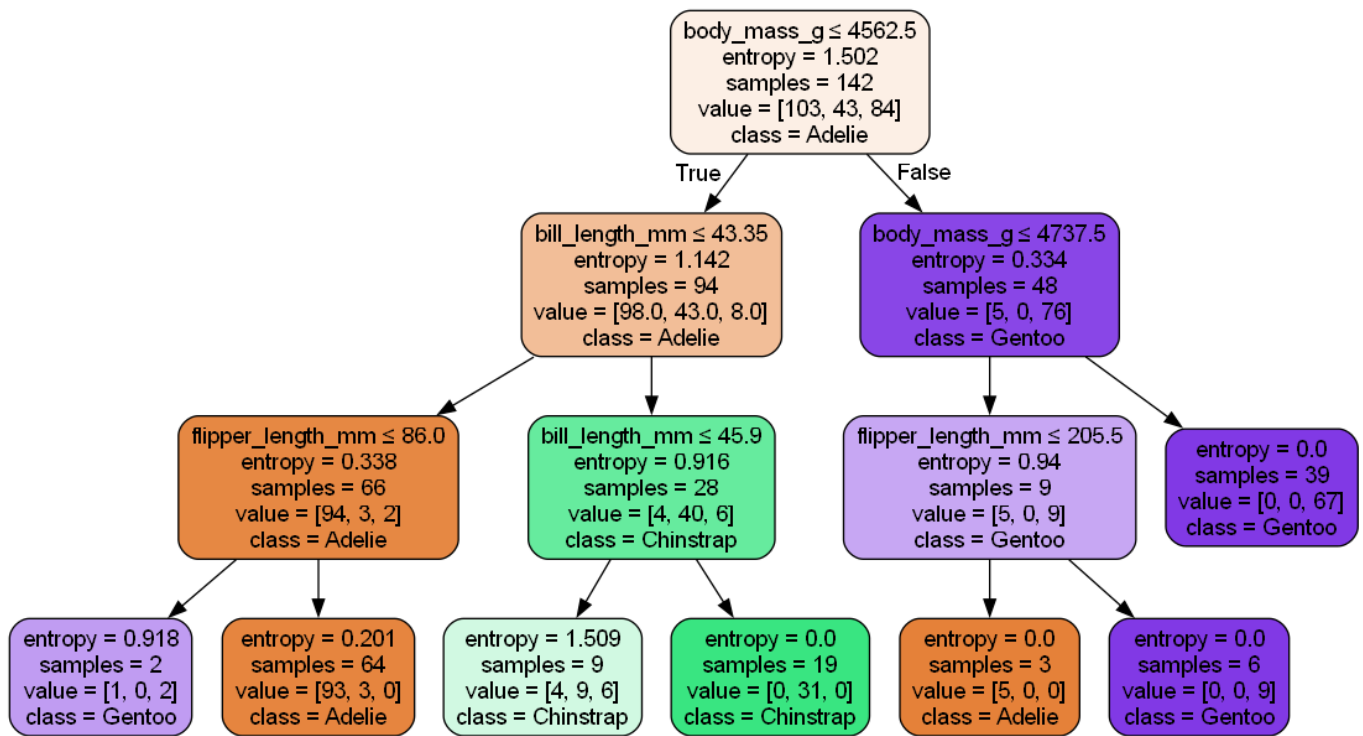 body_mass_g ≤ 4562.5
entropy = 1.502
samples = 142
value = [103, 43, 84]
class = Adelie
True
False
bill_length_mm ≤ 43.35
entropy = 1.142
samples = 94
value = [98.0, 43.0, 8.0]
class = Adelie
body_mass_g ≤ 4737.5
entropy = 0.334
samples = 48
value = [5, 0, 76]
class = Gentoo
flipper_length_mm ≤ 86.0
entropy = 0.338
samples = 66
value = [94, 3, 2]
class = Adelie
bill_length_mm ≤ 45.9
entropy = 0.916
samples = 28
value = [4, 40, 6]
class = Chinstrap
flipper_length_mm ≤ 205.5
entropy = 0.94
samples = 9
value = [5, 0, 9]
class = Gentoo
entropy = 0.0
samples = 39
value = [0, 0, 67]
class = Gentoo
entropy = 0.918
samples = 2
value = [1, 0, 2]
class = Gentoo
entropy = 0.201
samples = 64
value = [93, 3, 0]
class = Adelie
entropy = 1.509
samples = 9
value = [4, 9, 6]
class = Chinstrap
entropy = 0.0
samples = 19
value = [0, 31, 0]
class = Chinstrap
entropy = 0.0
samples = 3
value = [5, 0, 0]
class = Adelie
entropy = 0.0
samples = 6
value = [0, 0, 9]
class = Gentoo